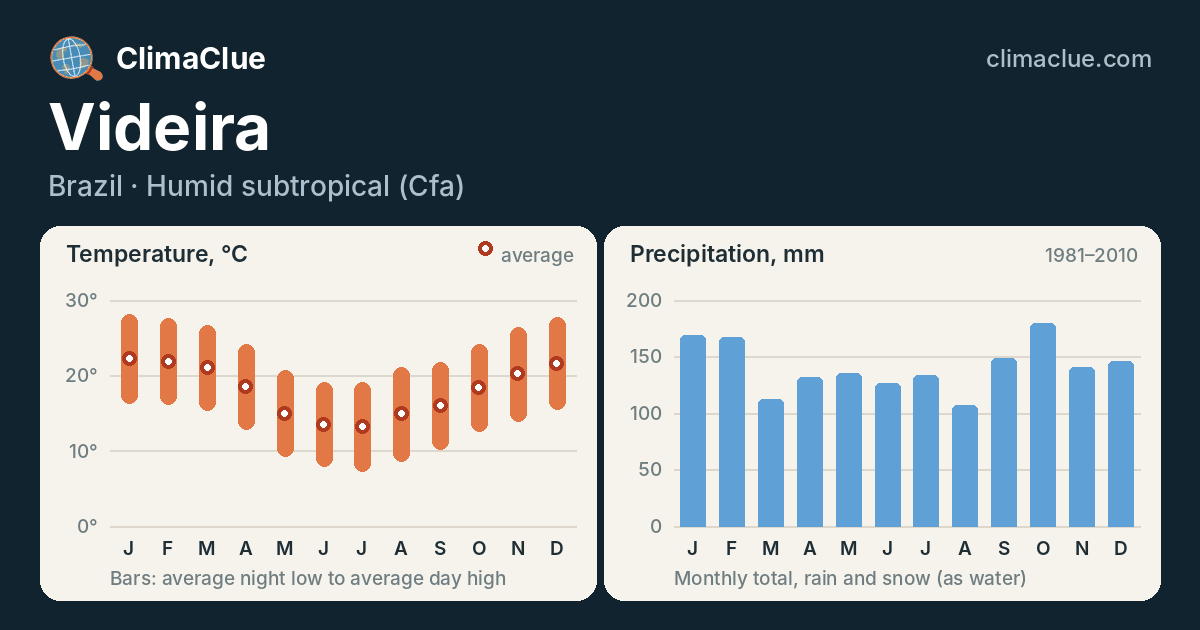 ClimaClue
climaclue.com
Videira
Brazil · Humid subtropical (Cfa)
Temperature, °C
average
30°
20°
10°
0°
J F M A M J J A S O N D
Bars: average night low to average day high
Precipitation, mm
1981–2010
200
150
100
50
0
J F M A M J J A S O N D
Monthly total, rain and snow (as water)